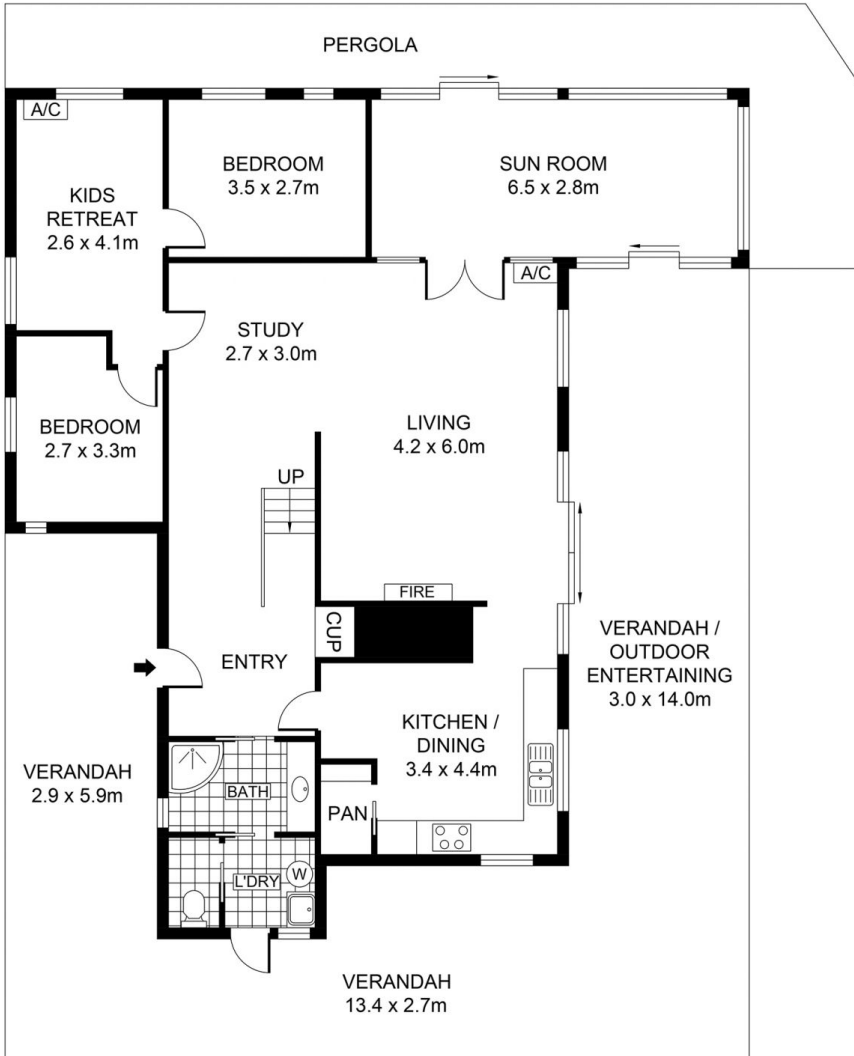 PERGOLA
A/C
KIDS
RETREAT
2.6 x 4.1m
BEDROOM
3.5 x 2.7m
SUN ROOM
6.5 x 2.8m
A/C
STUDY
2.7 x 3.0m
BEDROOM
2.7 x 3.3m
LIVING
4.2 x 6.0m
UP
FIRE
CUP
ENTRY
VERANDAH /
OUTDOOR
ENTERTAINING
3.0 x 14.0m
KITCHEN /
DINING
3.4 x 4.4m
VERANDAH
2.9 x 5.9m
BATH
PAN
L'DRY
W
VERANDAH
13.4 x 2.7m